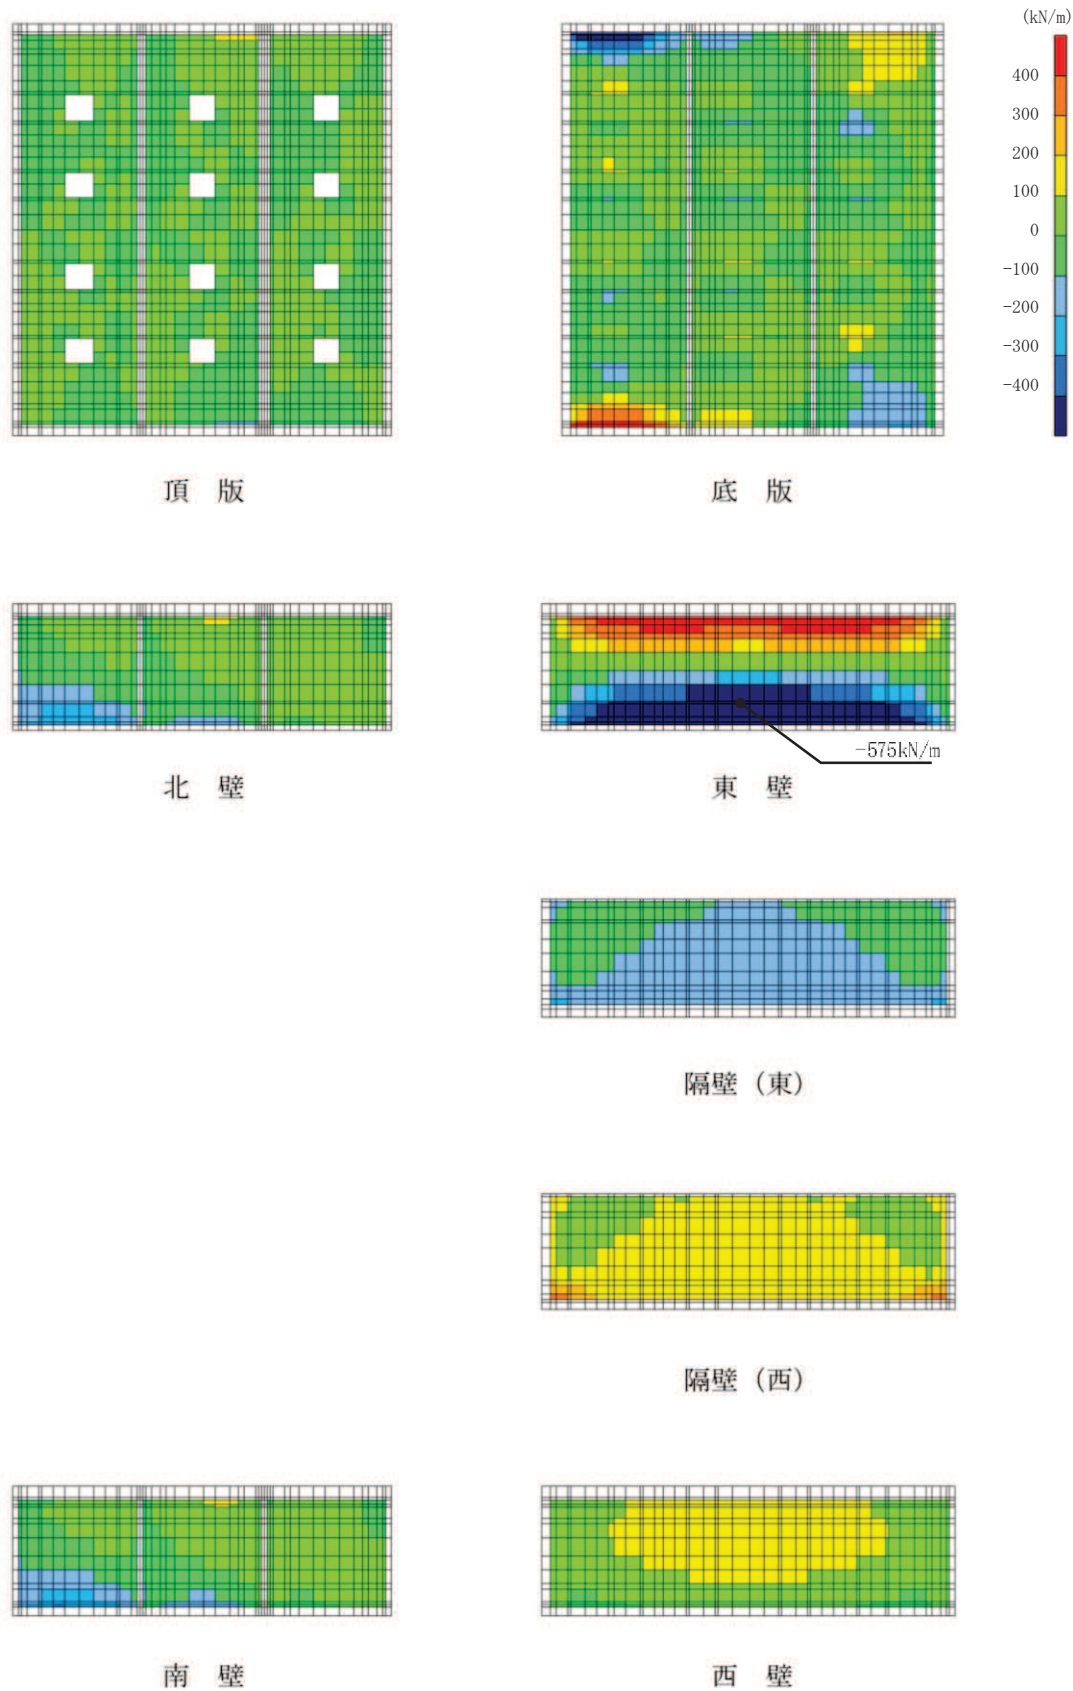 (kN/m)
400
300
200
100
0
-100
-200
-300
-400
頂　版
底　版
-575kN/m
北　壁
東　壁
隔壁（東）
隔壁（西）
南　壁
西　壁